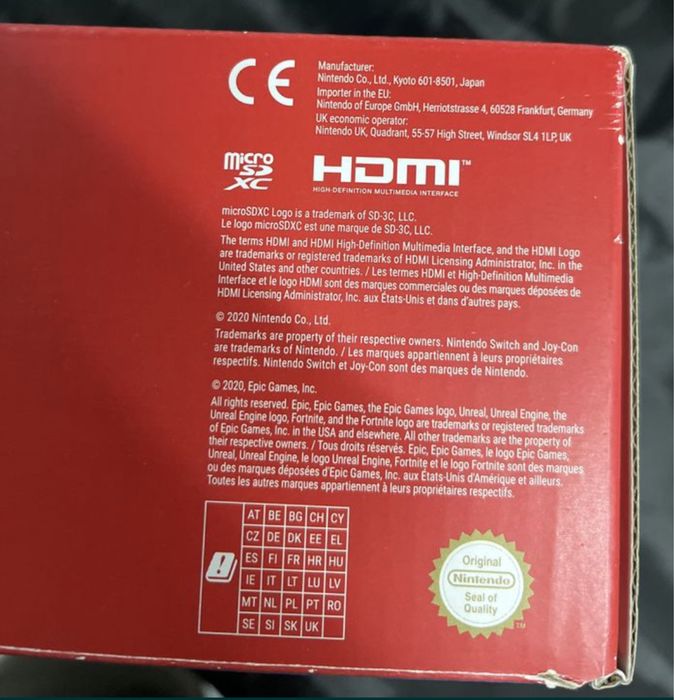 CE
Manufacturer:
Nintendo Co., Ltd., Kyoto 601-8501, Japan
Importer in the EU:
Nintendo of Europe GmbH, Herriotstrasse 4, 60528 Frankfurt, Germany
UK economic operator:
Nintendo UK, Quadrant, 55-57 High Street, Windsor SL4 1LP, UK
micro
SD
XC
HDMI™
HIGH-DEFINITION MULTIMEDIA INTERFACE
microSDXC Logo is a trademark of SD-3C, LLC.
Le logo microSDXC est une marque de SD-3C, LLC.
The terms HDMI and HDMI High-Definition Multimedia Interface, and the HDMI Logo
are trademarks or registered trademarks of HDMI Licensing Administrator, Inc. in the
United States and other countries. / Les termes HDMI et High-Definition Multimedia
Interface et le logo HDMI sont des marques commerciales ou des marques déposées de
HDMI Licensing Administrator, Inc. aux États-Unis et dans d'autres pays.
© 2020 Nintendo Co., Ltd.
Trademarks are property of their respective owners. Nintendo Switch and Joy-Con
are trademarks of Nintendo. / Les marques appartiennent à leurs propriétaires
respectifs. Nintendo Switch et Joy-Con sont des marques de Nintendo.
© 2020, Epic Games, Inc.
All rights reserved. Epic, Epic Games, the Epic Games logo, Unreal, Unreal Engine, the
Unreal Engine logo, Fortnite, and the Fortnite logo are trademarks or registered trademarks
of Epic Games, Inc. in the USA and elsewhere. All other trademarks are the property of
their respective owners. / Tous droits réservés. Epic, Epic Games, le logo Epic Games,
Unreal, Unreal Engine, le logo Unreal Engine, Fortnite et le logo Fortnite sont des marques
ou des marques déposées d'Epic Games, Inc. aux États-Unis d'Amérique et ailleurs.
Toutes les autres marques appartiennent à leurs propriétaires respectifs.
AT BE BG CH CY
CZ DE DK EE EL
ES FI FR HR HU
IE IT LT LU LV
MT NL PL PT RO
SE SI SK UK
Original
Nintendo
Seal of
Quality
TM